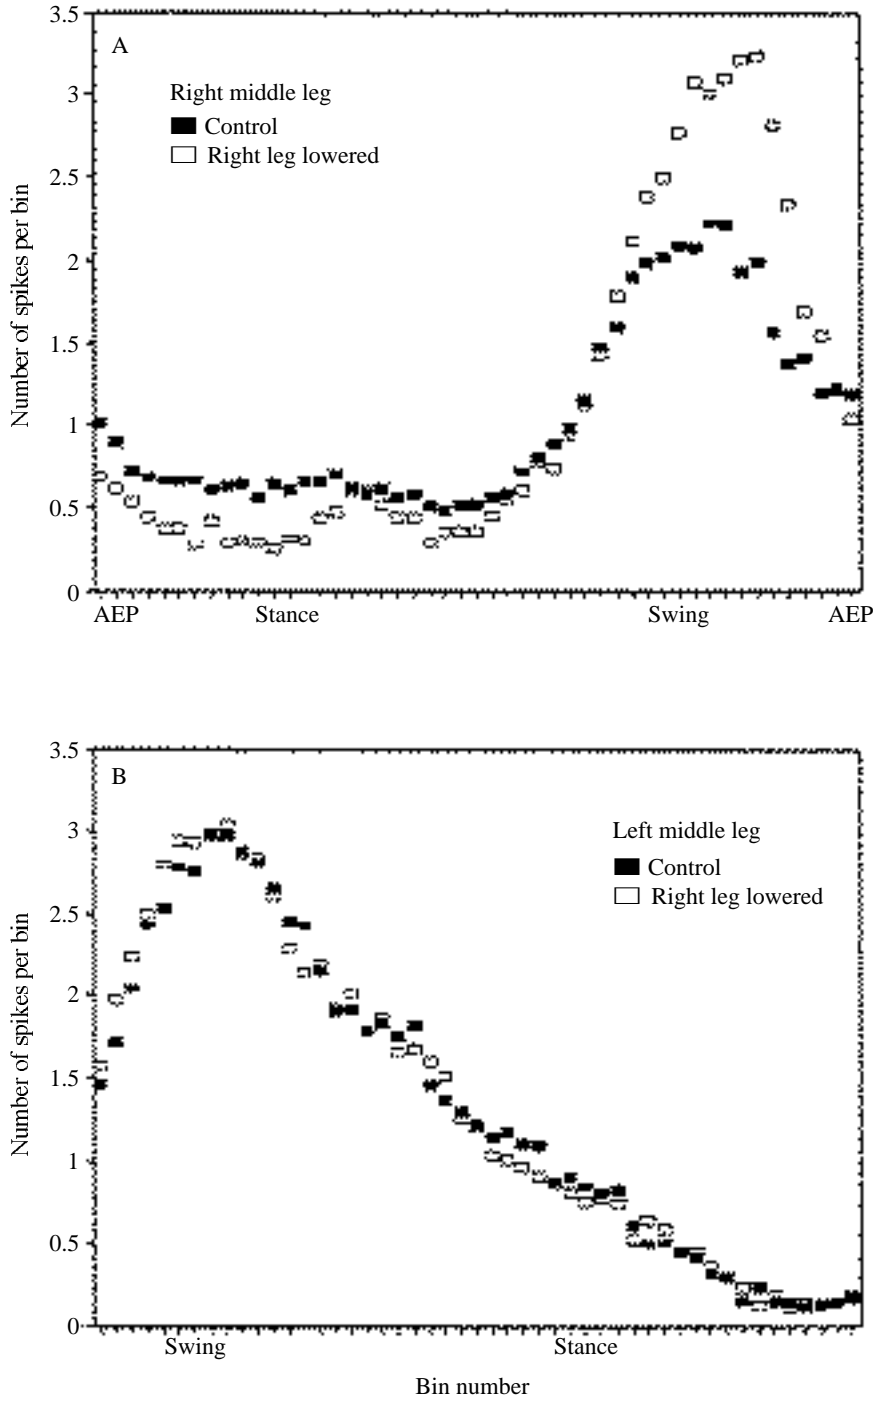 A
Right middle leg
Control
Right leg lowered
Number of spikes per bin
3.5
3
2.5
2
1.5
1
0.5
0
AEP Stance Swing AEP
B
Left middle leg
Control
Right leg lowered
Number of spikes per bin
3.5
3
2.5
2
1.5
1
0.5
0
Swing Stance
Bin number